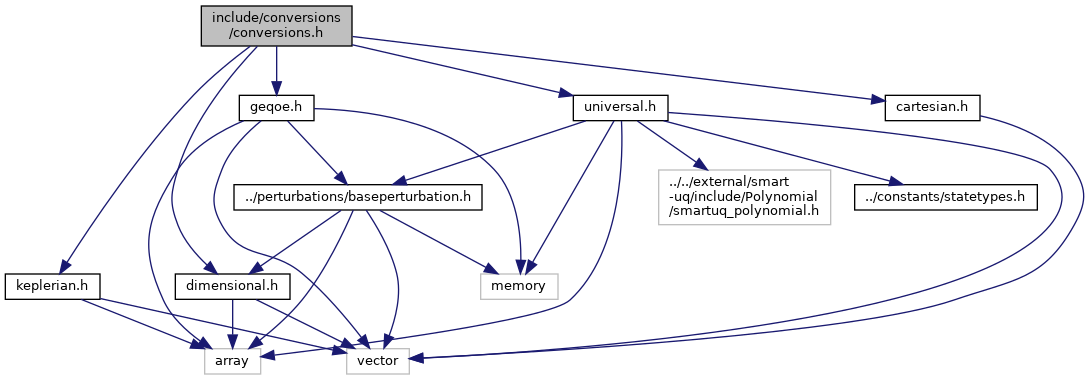 include/conversions
/conversions.h
geqoe.h
universal.h
cartesian.h
../perturbations/baseperturbation.h
../../external/smart
-uq/include/Polynomial
/smartuq_polynomial.h
../constants/statetypes.h
keplerian.h
dimensional.h
memory
array
vector